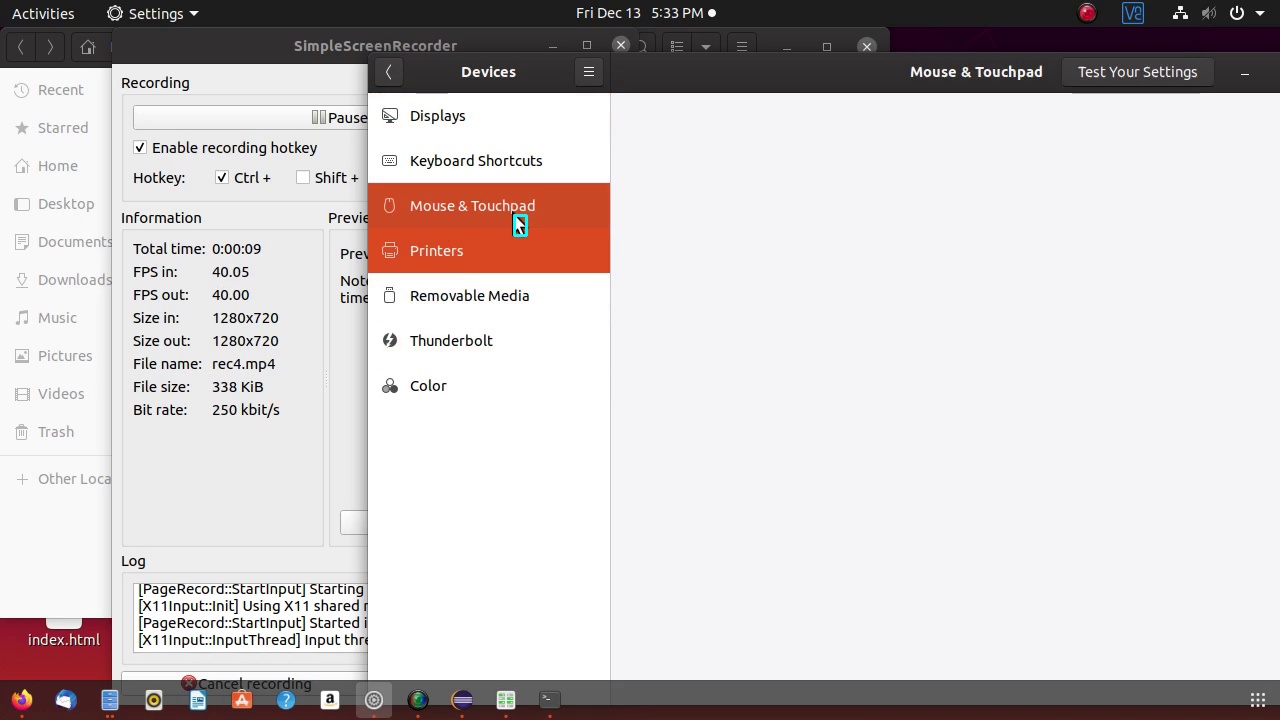 Activities
Settings
Fri Dec 13 5:33 PM
SimpleScreenRecorder
Devices
Mouse & Touchpad
Test Your Settings
Recent
Starred
Home
Desktop
Documents
Downloads
Music
Pictures
Videos
Trash
Other Loca
Recording
Pause
Enable recording hotkey
Hotkey:
Ctrl +
Shift +
Information
Total time: 0:00:09
FPS in: 40.05
FPS out: 40.00
Size in: 1280x720
Size out: 1280x720
File name: rec4.mp4
File size: 338 KiB
Bit rate: 250 kbit/s
Previe
Prev
Note
time
Log
[PageRecord::StartInput] Starting
[X11Input::Init] Using X11 shared
[PageRecord::StartInput] Started i
[X11Input::InputThread] Input thre
Cancel recording
Displays
Keyboard Shortcuts
Mouse & Touchpad
Printers
Removable Media
Thunderbolt
Color
index.html